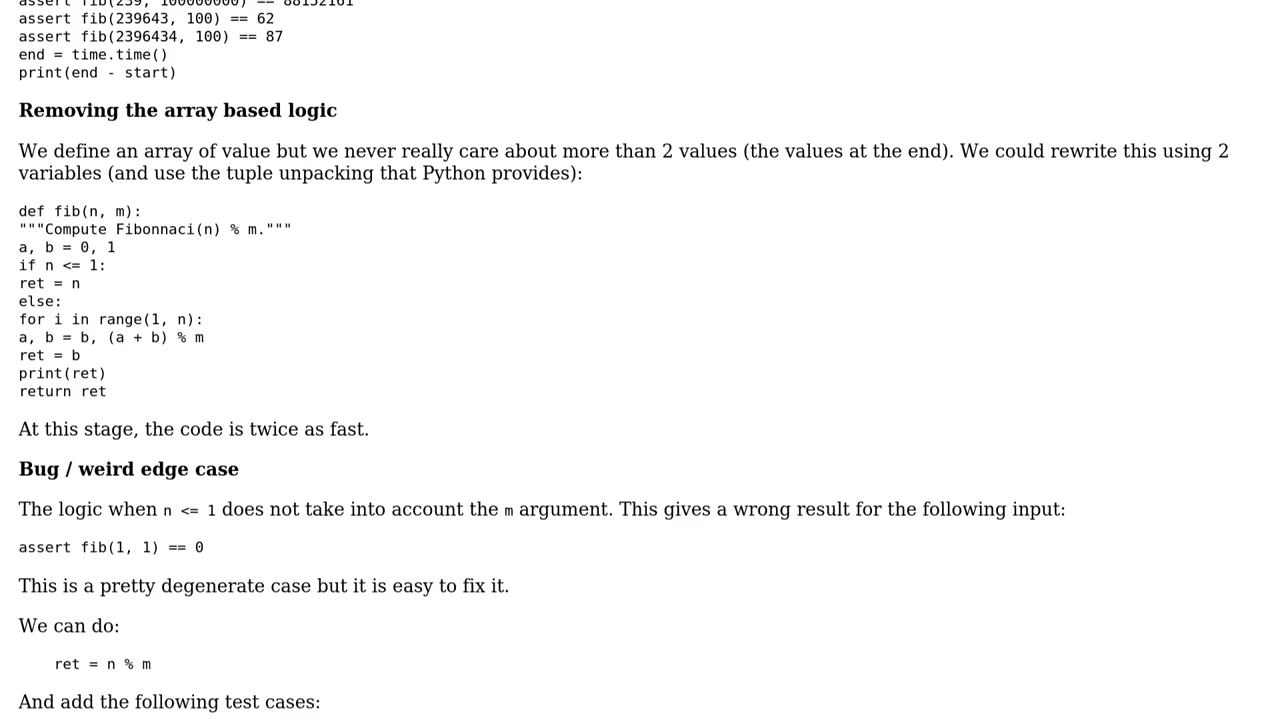 assert fib(239, 100000000) == 88152161
assert fib(239643, 100) == 62
assert fib(2396434, 100) == 87
end = time.time()
print(end - start)
Removing the array based logic
We define an array of value but we never really care about more than 2 values (the values at the end). We could rewrite this using 2
variables (and use the tuple unpacking that Python provides):
def fib(n, m):
"""Compute Fibonnaci(n) % m."""
a, b = 0, 1
if n <= 1:
ret = n
else:
for i in range(1, n):
a, b = b, (a + b) % m
ret = b
print(ret)
return ret
At this stage, the code is twice as fast.
Bug / weird edge case
The logic when n <= 1 does not take into account the m argument. This gives a wrong result for the following input:
assert fib(1, 1) == 0
This is a pretty degenerate case but it is easy to fix it.
We can do:
ret = n % m
And add the following test cases: